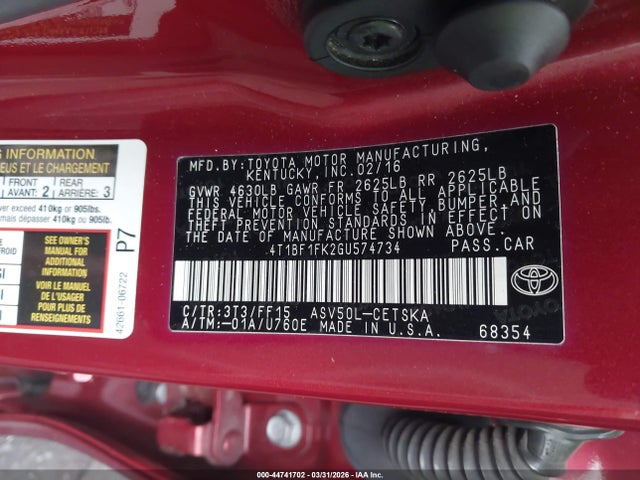 G INFORMATION
EUS ET LE CHARGEMENT
FRONT
AVANT: 2
REAR
ARRIÈRE: 3
ver exceed 410kg or 905lbs.
mais dépasser 410kg ou 905lbs.
SEE OWNER'S
MANUAL FOR
ADDITIONAL
INFORMATION
VOIR LE MANUEL
DE L'USAGER
POUR PLUS DE
RENSEIGNEMENTS
P7
42661-06722
MFD. BY: TOYOTA MOTOR MANUFACTURING,
KENTUCKY, INC. 02/16
GVWR 4630LB GAWR FR 2625LB RR 2625LB
THIS VEHICLE CONFORMS TO ALL APPLICABLE
FEDERAL MOTOR VEHICLE SAFETY, BUMPER, AND
THEFT PREVENTION STANDARDS IN EFFECT ON
THE DATE OF MANUFACTURE SHOWN ABOVE.
4T1BF1FK2GU574734 PASS.CAR
C/TR: 3T3/FF15 ASV50L-CETSKA
A/TM: -01A/U760E MADE IN U.S.A.
68354
TOYOTA
000-44741702 - 03/31/2026 - IAA Inc.